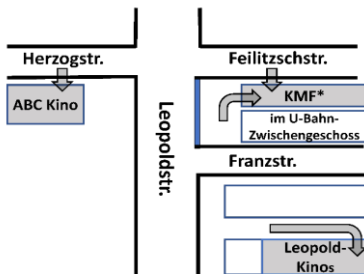 Herzogstr.
Feilitzschstr.
ABC Kino
KMF*
im U-Bahn-
Zwischengeschoss
Leopoldstr.
Franzstr.
Leopold-
Kinos